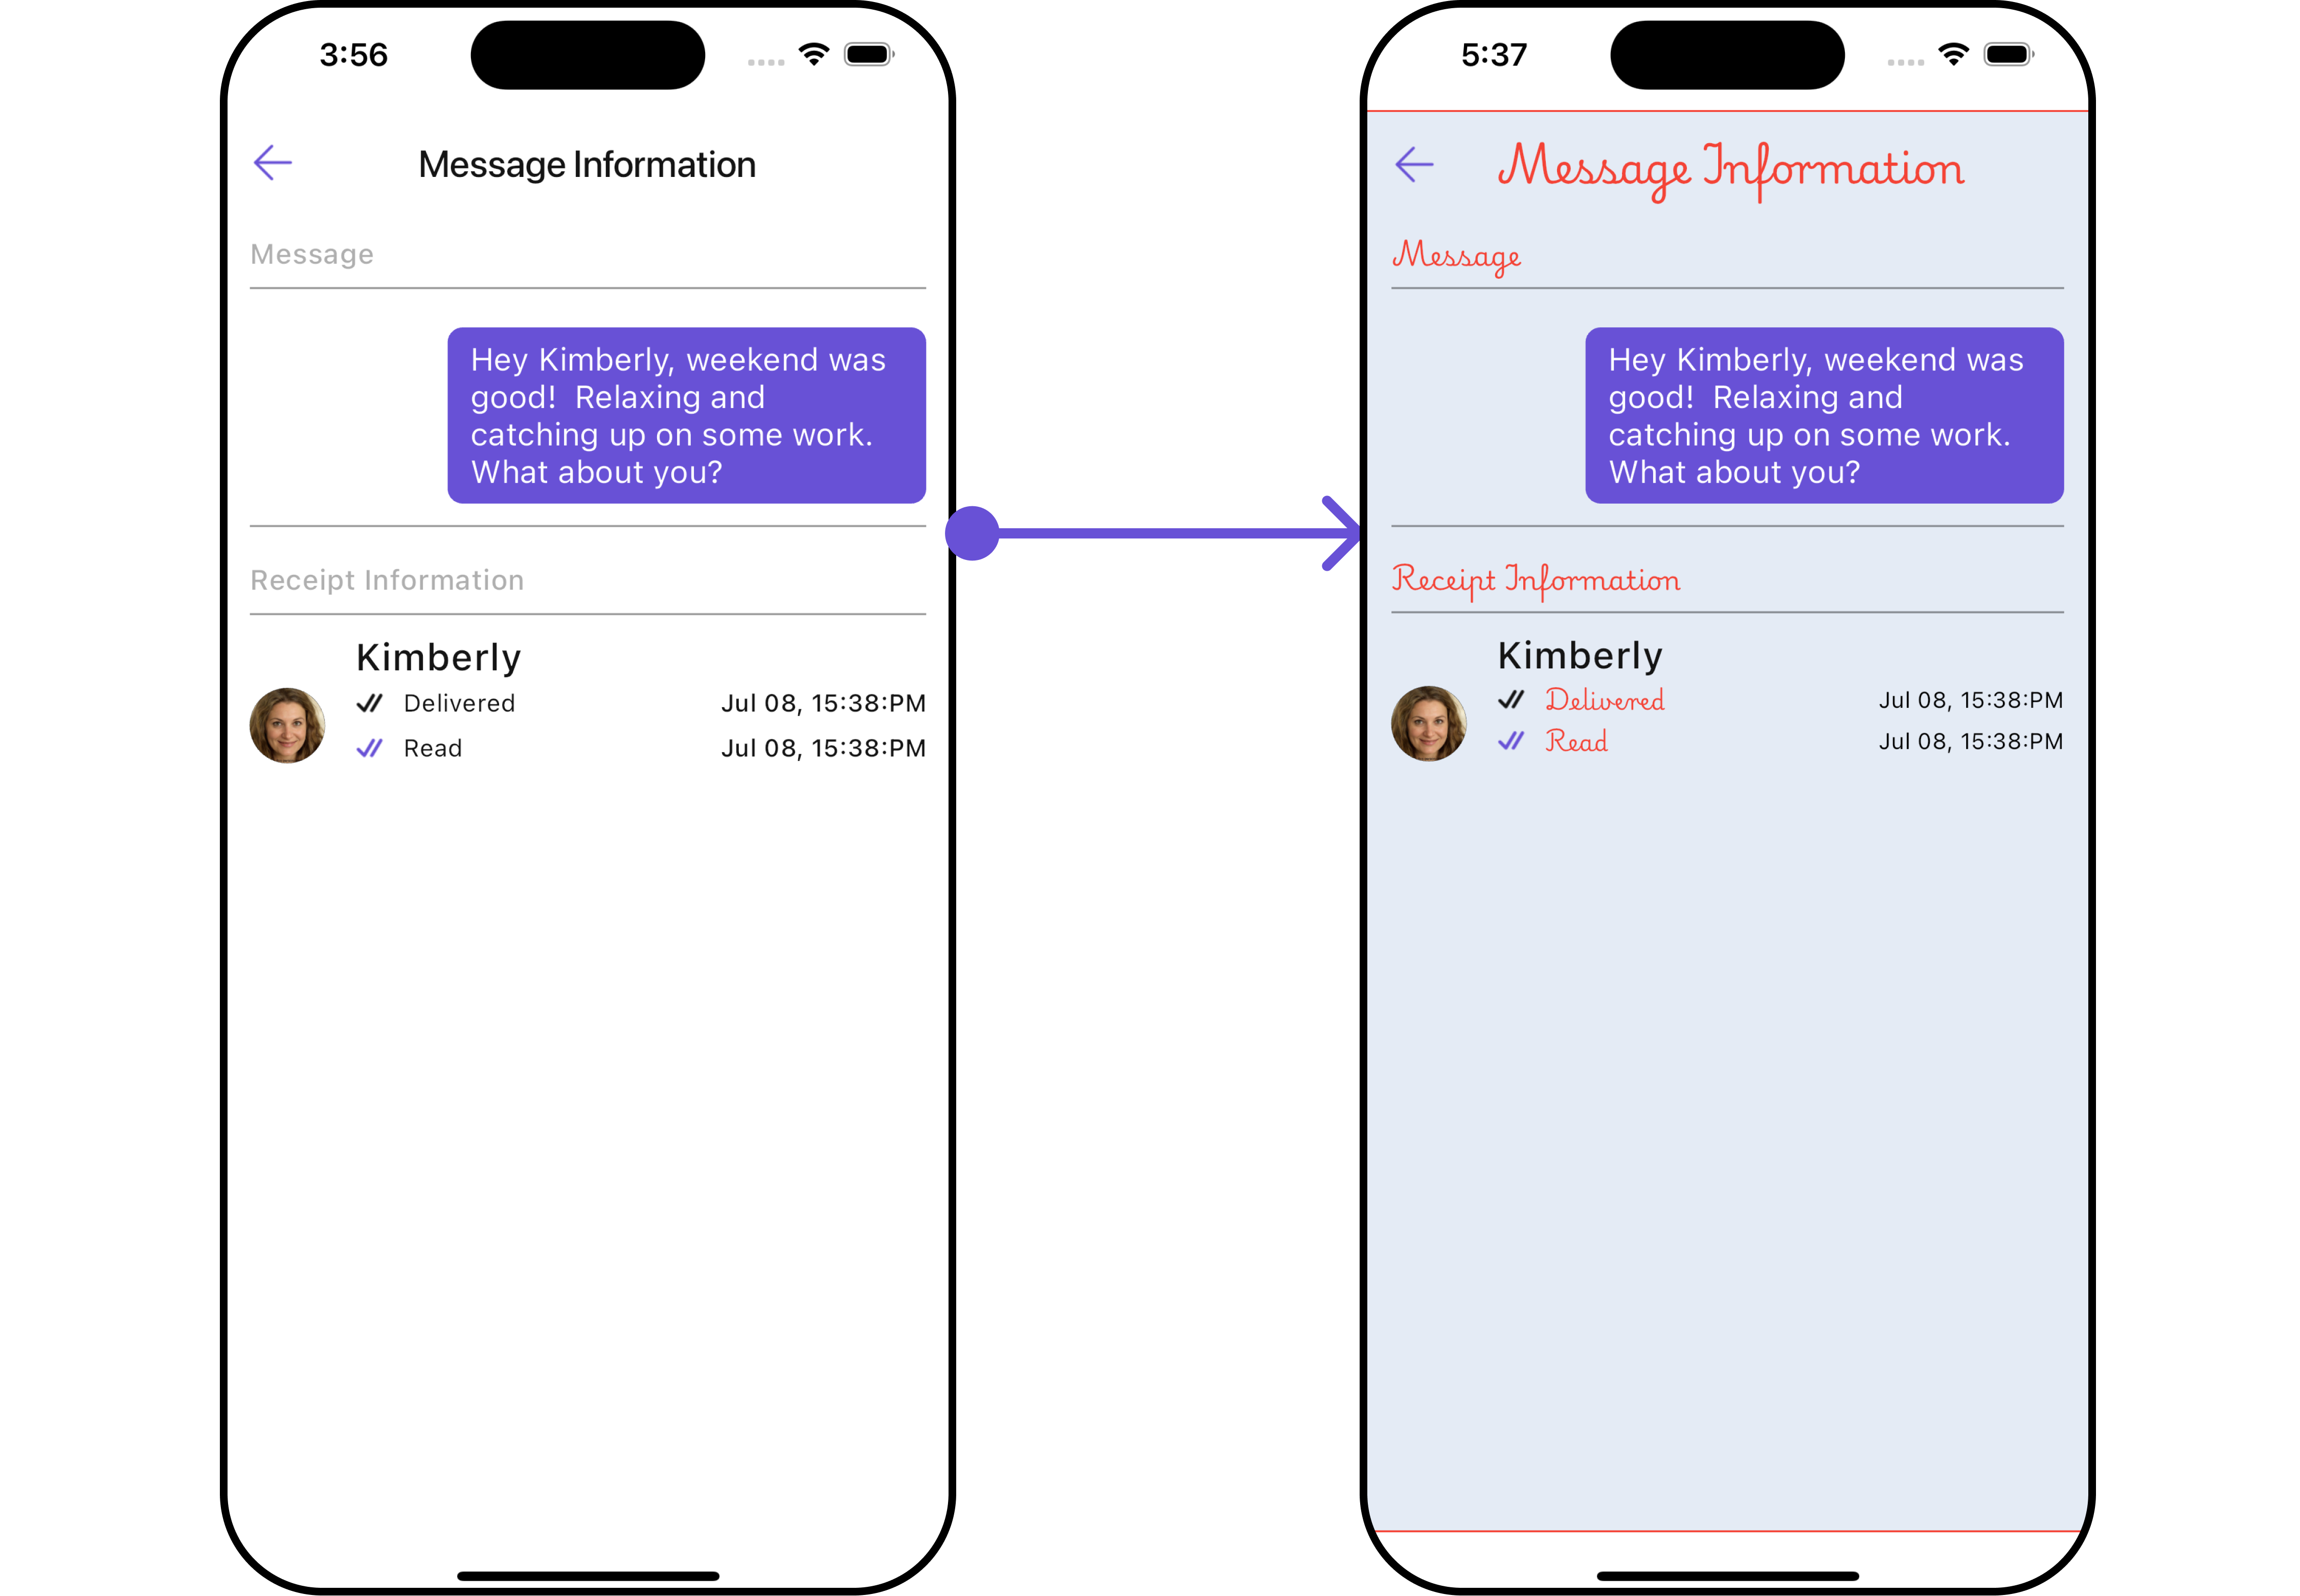 3:56
Message Information
Message
Hey Kimberly, weekend was
good!  Relaxing and
catching up on some work.
What about you?
Receipt Information
Kimberly
Delivered Jul 08, 15:38:PM
Read Jul 08, 15:38:PM
5:37
Message Information
Message
Hey Kimberly, weekend was
good!  Relaxing and
catching up on some work.
What about you?
Receipt Information
Kimberly
Delivered Jul 08, 15:38:PM
Read Jul 08, 15:38:PM